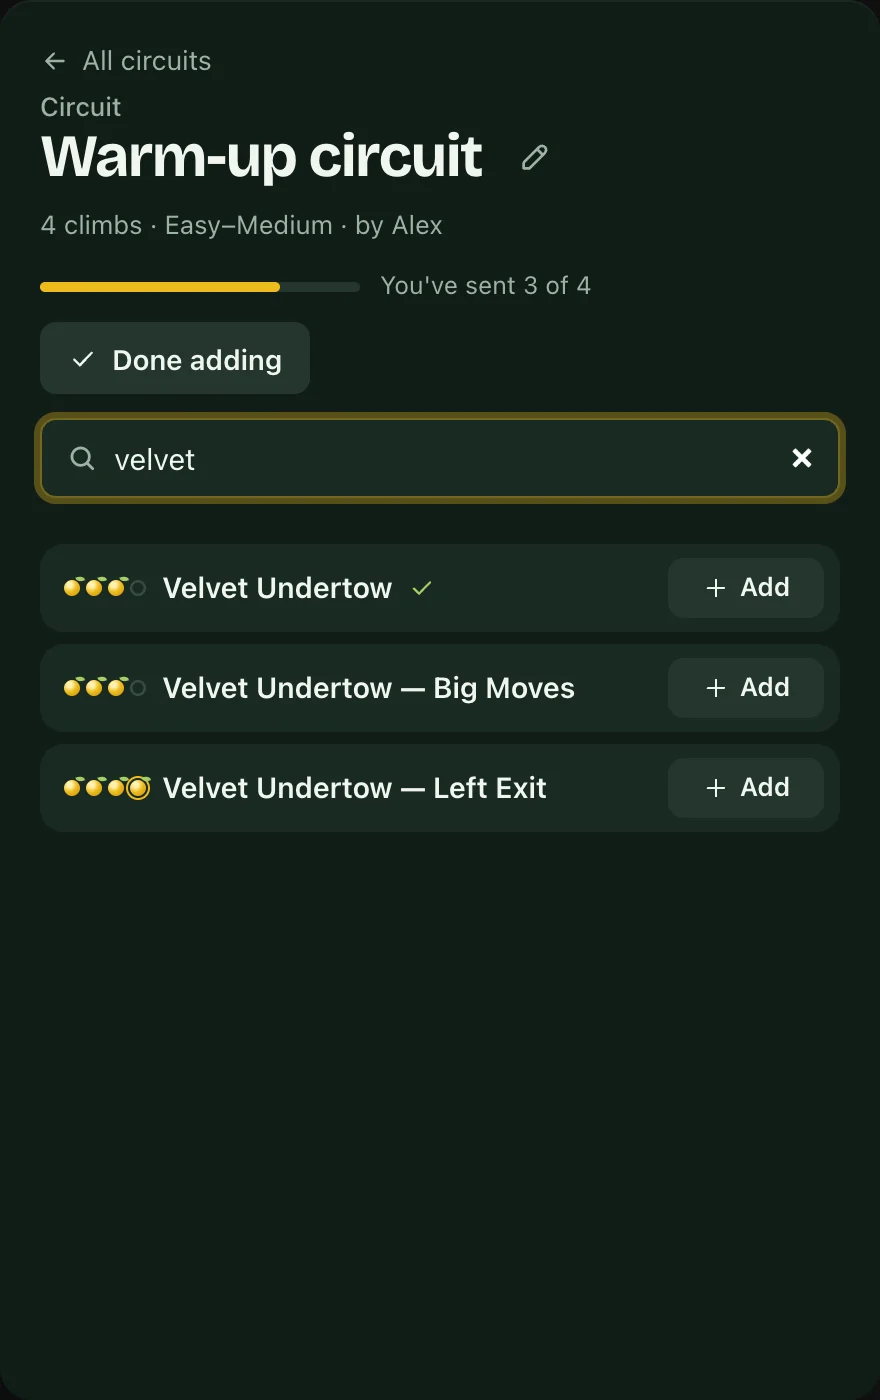 All circuits
Circuit
Warm-up circuit
4 climbs · Easy–Medium · by Alex
You've sent 3 of 4
Done adding
velvet
Velvet Undertow
Add
Velvet Undertow — Big Moves
Add
Velvet Undertow — Left Exit
Add